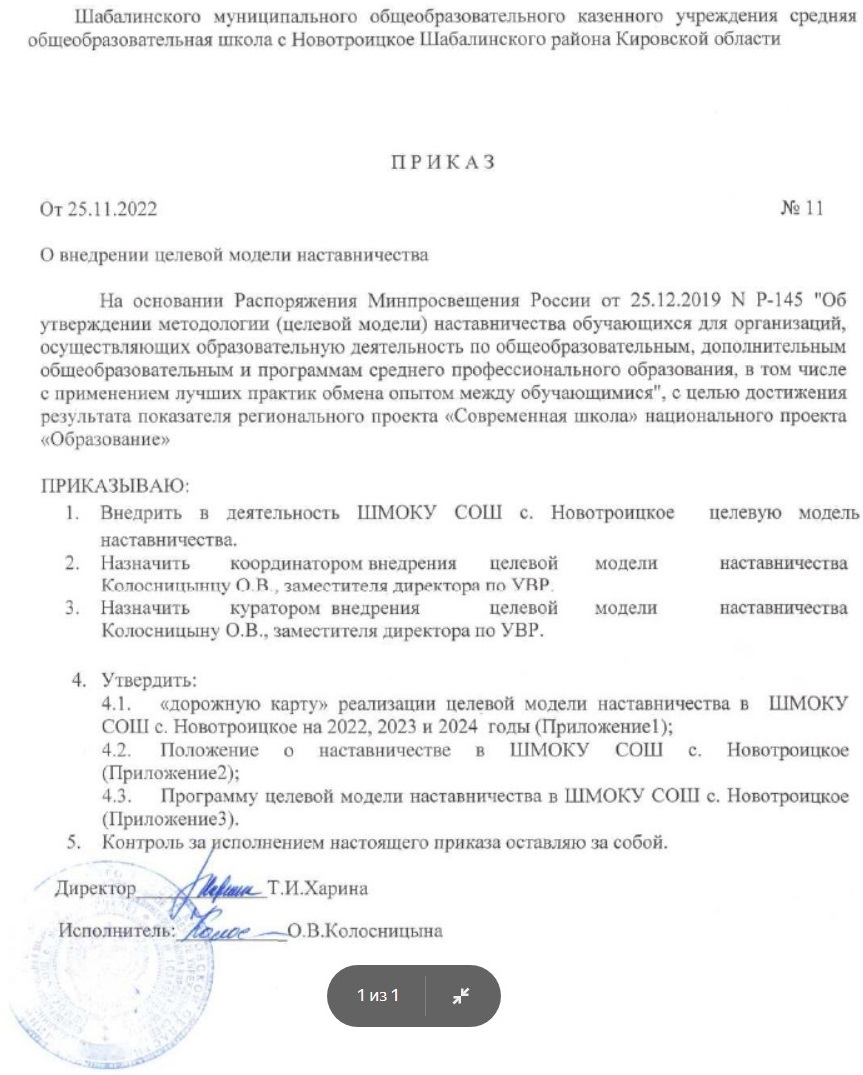 Шабалинского муниципального общеобразовательного казенного учреждения средняя
общеобразовательная школа с Новотроицкое Шабалинского района Кировской области
П Р И К А З
От 25.11.2022 № 11
О внедрении целевой модели наставничества
На основании Распоряжения Минпросвещения России от 25.12.2019 N Р-145 "Об
утверждении методологии (целевой модели) наставничества обучающихся для организаций,
осуществляющих образовательную деятельность по общеобразовательным, дополнительным
общеобразовательным и программам среднего профессионального образования, в том числе
с применением лучших практик обмена опытом между обучающимися", с целью достижения
результата показателя регионального проекта «Современная школа» национального проекта
«Образование»
ПРИКАЗЫВАЮ:
1. Внедрить в деятельность ШМОКУ СОШ с. Новотроицкое целевую модель
наставничества.
2. Назначить координатором внедрения целевой модели наставничества
Колосницынцу О.В., заместителя директора по УВР.
3. Назначить куратором внедрения целевой модели наставничества
Колосницыну О.В., заместителя директора по УВР.
4. Утвердить:
4.1. «дорожную карту» реализации целевой модели наставничества в ШМОКУ
СОШ с. Новотроицкое на 2022, 2023 и 2024 годы (Приложение1);
4.2. Положение о наставничестве в ШМОКУ СОШ с. Новотроицкое
(Приложение2);
4.3. Программу целевой модели наставничества в ШМОКУ СОШ с. Новотроицкое
(Приложение3).
5. Контроль за исполнением настоящего приказа оставляю за собой.
Директор Т.И.Харина
Исполнитель: О.В.Колосницына
1 из 1